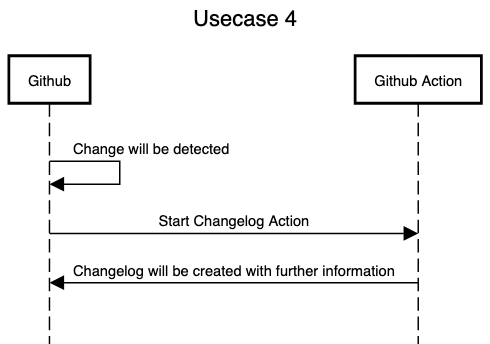 Usecase 4
Github
Github Action
Change will be detected
Start Changelog Action
Changelog will be created with further information